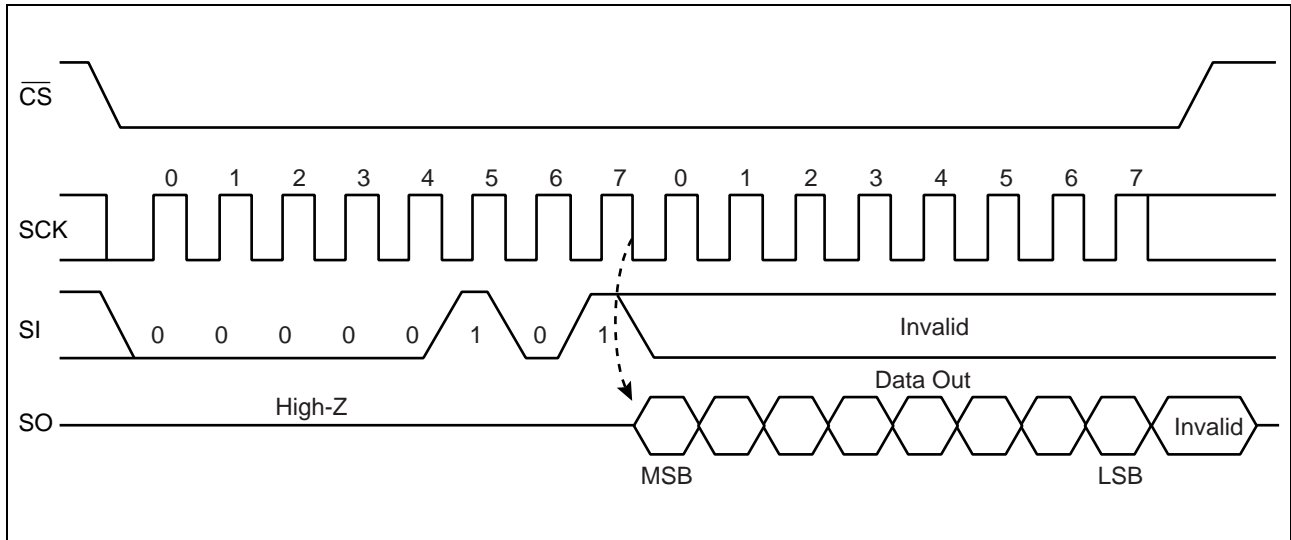 C̅S̅
0 1 2 3 4 5 6 7 0 1 2 3 4 5 6 7
SCK
SI 0 0 0 0 0 1 0 1 Invalid
Data Out
High-Z
SO Invalid
MSB LSB